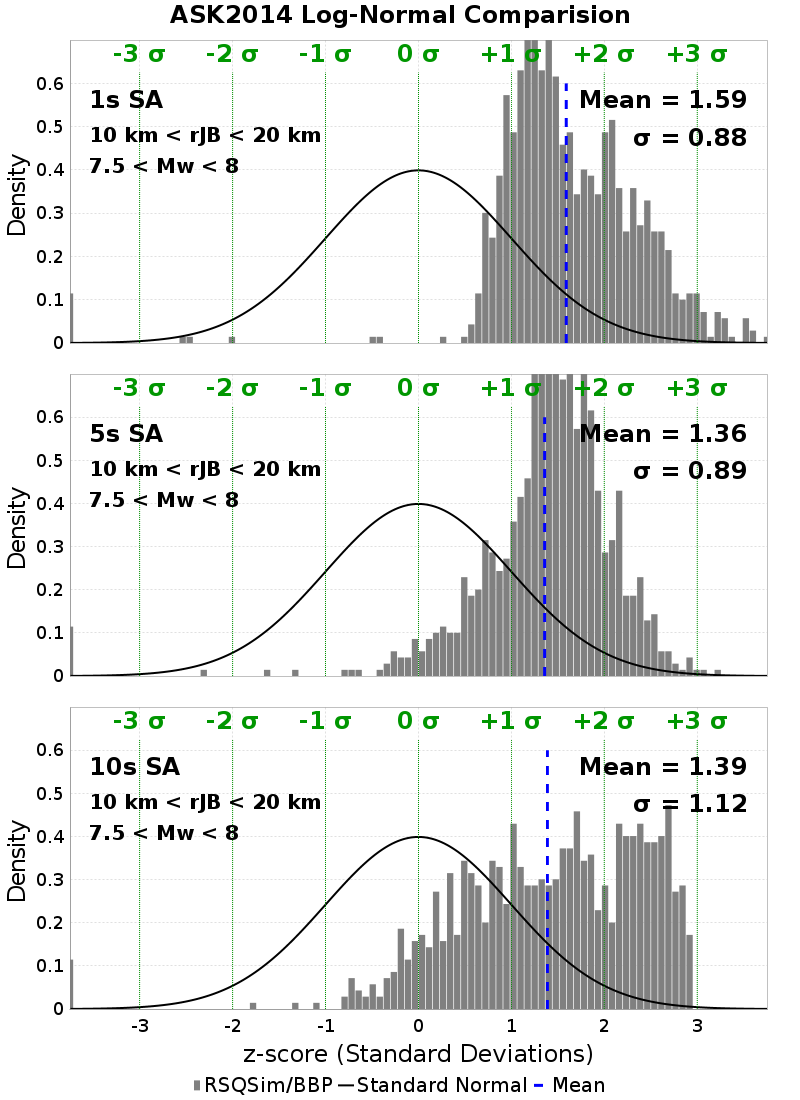 ASK2014 Log-Normal Comparision
-3 σ -2 σ -1 σ 0 σ +1 σ +2 σ +3 σ
1s SA
10 km < rJB < 20 km
7.5 < Mw < 8
Mean = 1.59
σ = 0.88
Density
0.6
0.5
0.4
0.3
0.2
0.1
0
-3 σ -2 σ -1 σ 0 σ +1 σ +2 σ +3 σ
5s SA
10 km < rJB < 20 km
7.5 < Mw < 8
Mean = 1.36
σ = 0.89
Density
0.6
0.5
0.4
0.3
0.2
0.1
0
-3 σ -2 σ -1 σ 0 σ +1 σ +2 σ +3 σ
10s SA
10 km < rJB < 20 km
7.5 < Mw < 8
Mean = 1.39
σ = 1.12
Density
0.6
0.5
0.4
0.3
0.2
0.1
0
-3 -2 -1 0 1 2 3
z-score (Standard Deviations)
RSQSim/BBP Standard Normal Mean